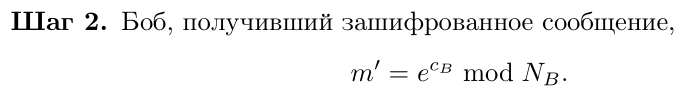 Шаг 2. Боб, получивший зашифрованное сообщение,
m′ = e^{c_B} mod N_B.